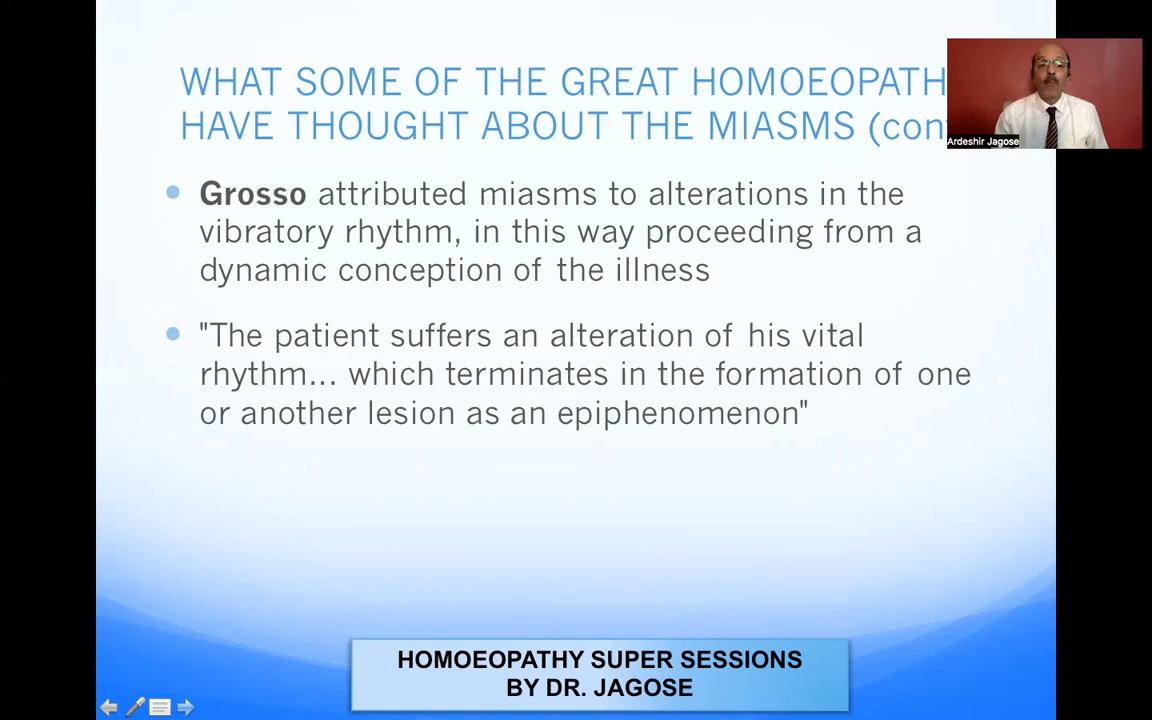 WHAT SOME OF THE GREAT HOMOEOPATH
HAVE THOUGHT ABOUT THE MIASMS (con
Ardeshir Jagose
Grosso attributed miasms to alterations in the
vibratory rhythm, in this way proceeding from a
dynamic conception of the illness
"The patient suffers an alteration of his vital
rhythm... which terminates in the formation of one
or another lesion as an epiphenomenon"
HOMOEOPATHY SUPER SESSIONS
BY DR. JAGOSE